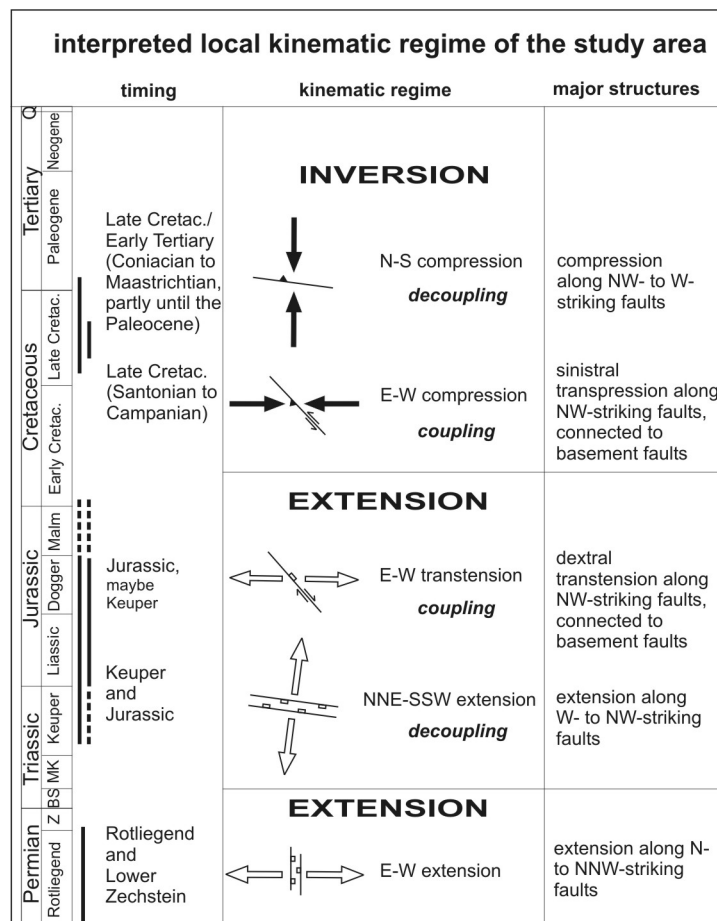 interpreted local kinematic regime of the study area
timing
kinematic regime
major structures
Q
Tertiary
Neogene
Paleogene
INVERSION
Late Cretac./
Early Tertiary
(Coniacian to
Maastrichtian,
partly until the
Paleocene)
N-S compression
decoupling
compression
along NW- to W-
striking faults
Cretaceous
Late Cretac.
Early Cretac.
Late Cretac.
(Santonian to
Campanian)
E-W compression
coupling
sinistral
transpression along
NW-striking faults,
connected to
basement faults
EXTENSION
Jurassic
Malm
Dogger
Liassic
Jurassic,
maybe
Keuper
E-W transtension
coupling
dextral
transtension along
NW-striking faults,
connected to
basement faults
Triassic
Keuper
MK
BS
Keuper
and
Jurassic
NNE-SSW extension
decoupling
extension along
W- to NW-striking
faults
EXTENSION
Permian
Z
Rotliegend
Rotliegend
and
Lower
Zechstein
E-W extension
extension along N-
to NNW-striking
faults